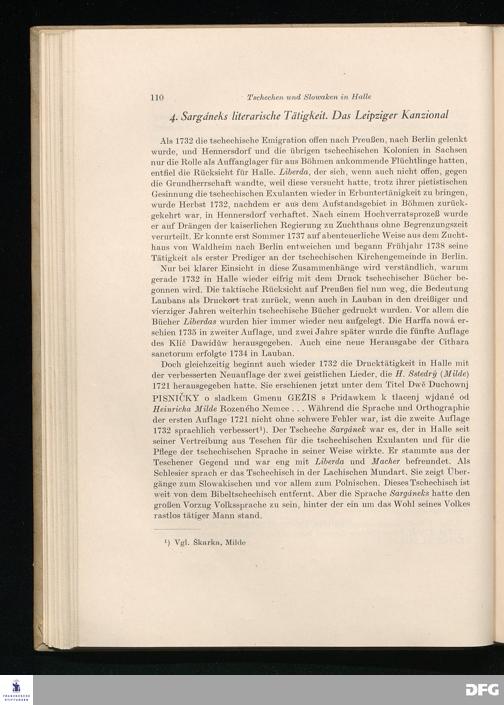 110 Tschechen und Slowaken in Halle
4. Sargáneks literarische Tätigkeit. Das Leipziger Kanzional
Als 1732 die tschechische Emigration offen nach Preußen, nach Berlin gelenkt
wurde, und Hennersdorf und die übrigen tschechischen Kolonien in Sachsen
nur die Rolle als Auffanglager für aus Böhmen ankommende Flüchtlinge hatten,
entfiel die Rücksicht für Halle. Liberda, der sich, wenn auch nicht offen, gegen
die Grundherrschaft wandte, weil diese versucht hatte, trotz ihrer pietistischen
Gesinnung die tschechischen Exulanten wieder in Erbuntertänigkeit zu bringen,
wurde Herbst 1732, nachdem er aus dem Aufstandsgebiet in Böhmen zurück-
gekehrt war, in Hennersdorf verhaftet. Nach einem Hochverratsprozeß wurde
er auf Drängen der kaiserlichen Regierung zu Zuchthaus ohne Begrenzungszeit
verurteilt. Er konnte erst Sommer 1737 auf abenteuerliche Weise aus dem Zucht-
haus von Waldheim nach Berlin entweichen und begann Frühjahr 1738 seine
Tätigkeit als erster Prediger an der tschechischen Kirchengemeinde in Berlin.
Nur bei klarer Einsicht in diese Zusammenhänge wird verständlich, warum
gerade 1732 in Halle wieder eifrig mit dem Druck tschechischer Bücher be-
gonnen wird. Die taktische Rücksicht auf Preußen fiel nun weg, die Bedeutung
Laubans als Druckort trat zurück, wenn auch in Lauban in den dreißiger und
vierziger Jahren weiterhin tschechische Bücher gedruckt wurden. Vor allem die
Bücher Liberdas wurden hier immer wieder neu aufgelegt. Die Harffa nowá er-
schien 1735 in zweiter Auflage, und zwei Jahre später wurde die fünfte Auflage
des Klíč Dawidůw herausgegeben. Auch eine neue Herausgabe der Cithara
sanctorum erfolgte 1734 in Lauban.
Doch gleichzeitig beginnt auch wieder 1732 die Drucktätigkeit in Halle mit
der verbesserten Neuauflage der zwei geistlichen Lieder, die H. Sstedrý (Milde)
1721 herausgegeben hatte. Sie erschienen jetzt unter dem Titel Dwě Duchownj
PISNIČKY o sladkem Gmenu GEŽIS s Pridawkem k tlacenj wjdané od
Heinricha Milde Rozeného Nemce . . . Während die Sprache und Orthographie
der ersten Auflage 1721 nicht ohne schwere Fehler war, ist die zweite Auflage
1732 sprachlich verbessert¹). Der Tscheche Sargánek war es, der in Halle seit
seiner Vertreibung aus Teschen für die tschechischen Exulanten und für die
Pflege der tschechischen Sprache in seiner Weise wirkte. Er stammte aus der
Teschener Gegend und war eng mit Liberda und Macher befreundet. Als
Schlesier sprach er das Tschechisch in der Lachischen Mundart. Sie zeigt Über-
gänge zum Slowakischen und vor allem zum Polnischen. Dieses Tschechisch ist
weit von dem Bibeltschechisch entfernt. Aber die Sprache Sargáneks hatte den
großen Vorzug Volkssprache zu sein, hinter der ein um das Wohl seines Volkes
rastlos tätiger Mann stand.
¹) Vgl. Škarka, Milde
FRANCKESCHE
STIFTUNGEN
DFG